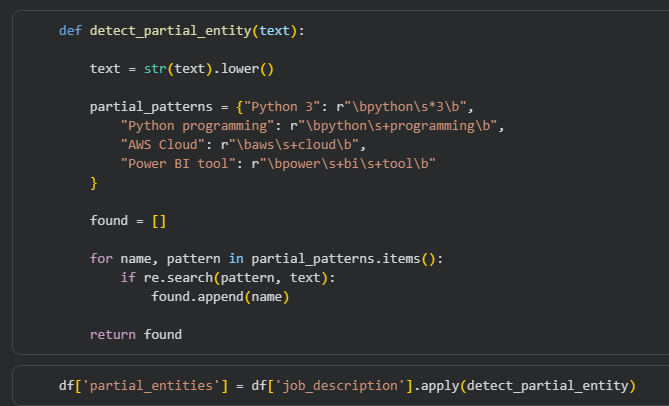 def detect_partial_entity(text):
text = str(text).lower()
partial_patterns = {"Python 3": r"\bpython\s*3\b",
"Python programming": r"\bpython\s+programming\b",
"AWS Cloud": r"\baws\s+cloud\b",
"Power BI tool": r"\bpower\s+bi\s+tool\b"
}
found = []
for name, pattern in partial_patterns.items():
if re.search(pattern, text):
found.append(name)
return found
df['partial_entities'] = df['job_description'].apply(detect_partial_entity)